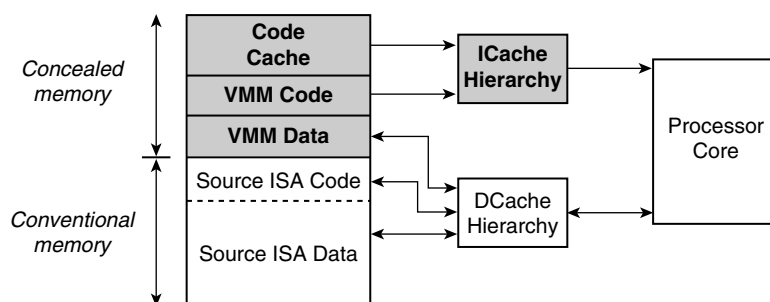 Concealed
memory
Conventional
memory
Code
Cache
VMM Code
VMM Data
Source ISA Code
Source ISA Data
ICache
Hierarchy
DCache
Hierarchy
Processor
Core